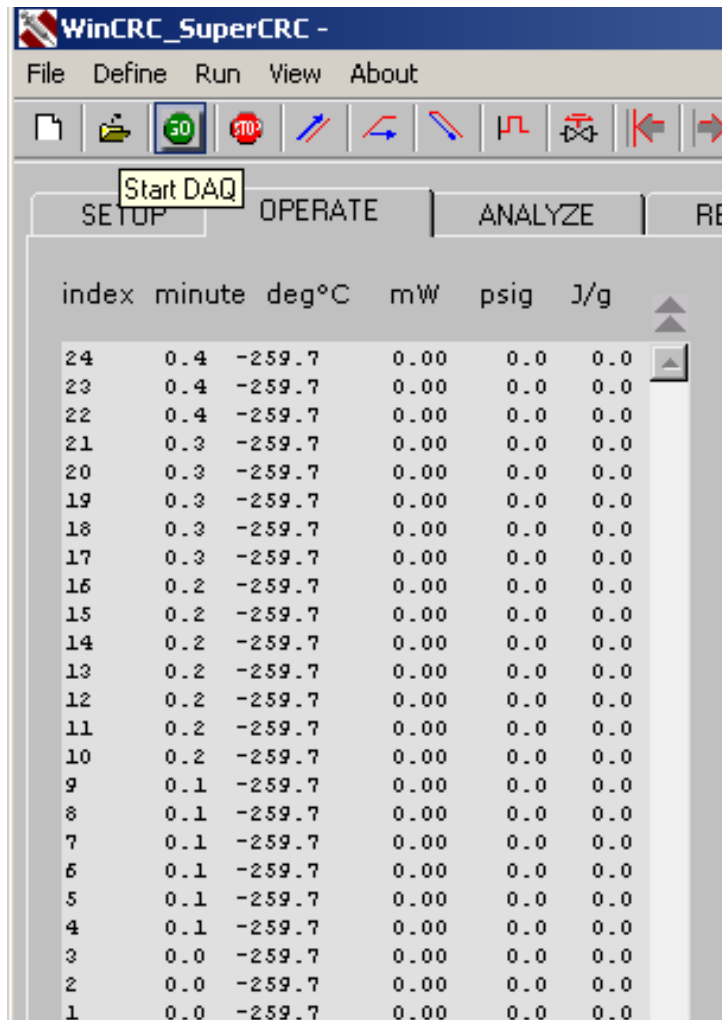 WinCRC_SuperCRC -
File Define Run View About
GO STOP
Start DAQ
SETUP OPERATE ANALYZE RE
index minute deg°C mW psig J/g
24 0.4 -259.7 0.00 0.0 0.0
23 0.4 -259.7 0.00 0.0 0.0
22 0.4 -259.7 0.00 0.0 0.0
21 0.3 -259.7 0.00 0.0 0.0
20 0.3 -259.7 0.00 0.0 0.0
19 0.3 -259.7 0.00 0.0 0.0
18 0.3 -259.7 0.00 0.0 0.0
17 0.3 -259.7 0.00 0.0 0.0
16 0.2 -259.7 0.00 0.0 0.0
15 0.2 -259.7 0.00 0.0 0.0
14 0.2 -259.7 0.00 0.0 0.0
13 0.2 -259.7 0.00 0.0 0.0
12 0.2 -259.7 0.00 0.0 0.0
11 0.2 -259.7 0.00 0.0 0.0
10 0.2 -259.7 0.00 0.0 0.0
9 0.1 -259.7 0.00 0.0 0.0
8 0.1 -259.7 0.00 0.0 0.0
7 0.1 -259.7 0.00 0.0 0.0
6 0.1 -259.7 0.00 0.0 0.0
5 0.1 -259.7 0.00 0.0 0.0
4 0.1 -259.7 0.00 0.0 0.0
3 0.0 -259.7 0.00 0.0 0.0
2 0.0 -259.7 0.00 0.0 0.0
1 0.0 -259.7 0.00 0.0 0.0